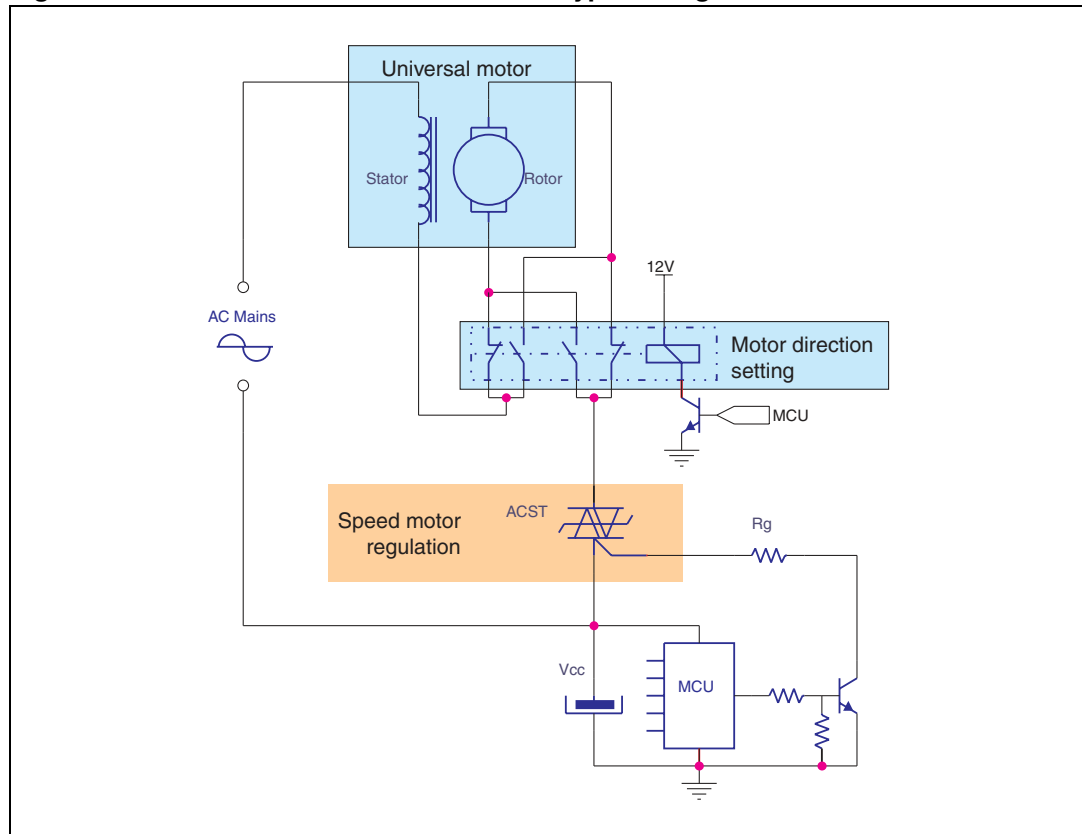 Universal motor
Stator
Rotor
12V
AC Mains
Motor direction
setting
MCU
Speed motor
regulation
ACST
Rg
Vcc
MCU